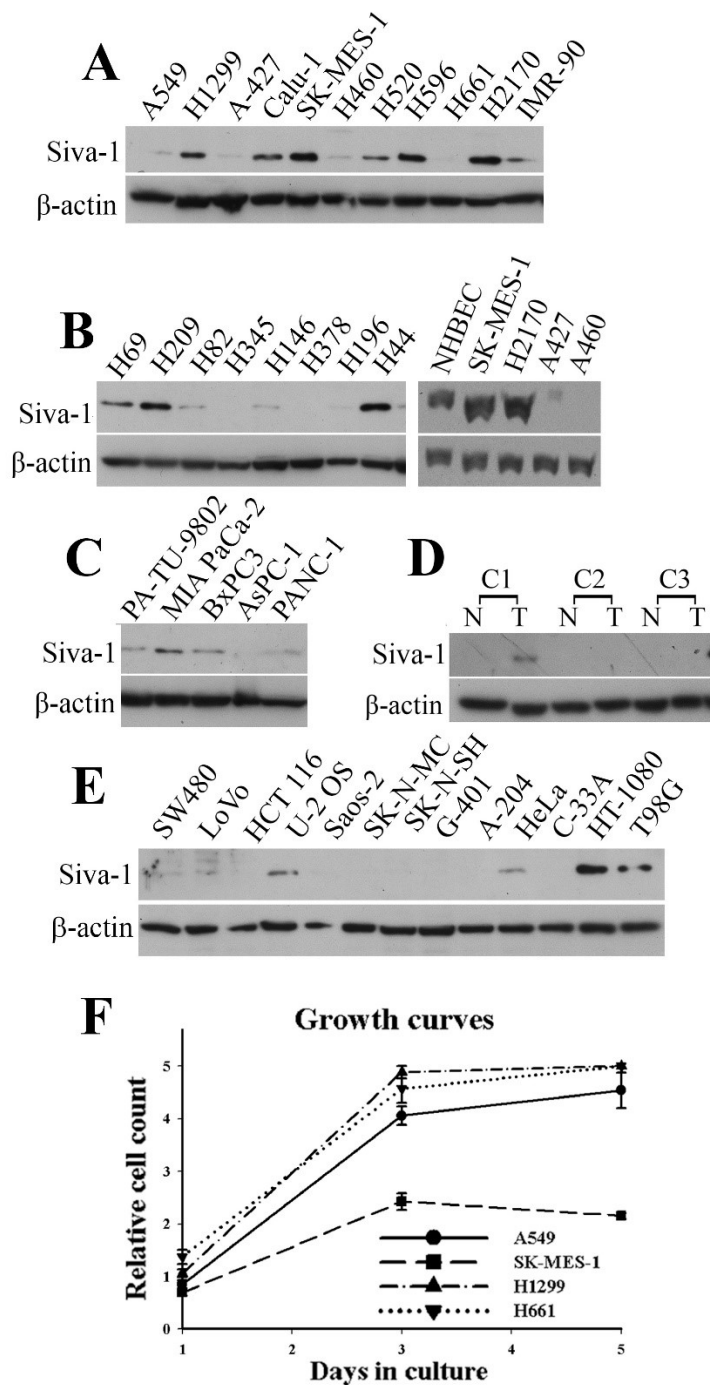 A
A549
H1299
A-427
Calu-1
SK-MES-1
H460
H520
H596
H661
H2170
IMR-90
Siva-1
β-actin
B
H69
H209
H82
H345
H146
H378
H196
H44
NHBEC
SK-MES-1
H2170
A427
A460
Siva-1
β-actin
C
PA-TU-9802
MIA PaCa-2
BxPC3
AsPC-1
PANC-1
Siva-1
β-actin
D
C1 C2 C3
N T N T N T
Siva-1
β-actin
E
SW480
LoVo
HCT 116
U-2 OS
Saos-2
SK-N-MC
SK-N-SH
G-401
A-204
HeLa
C-33A
HT-1080
T98G
Siva-1
β-actin
F
Growth curves
Relative cell count
5
4
3
2
1
0
A549
SK-MES-1
H1299
H661
1 2 3 4 5
Days in culture